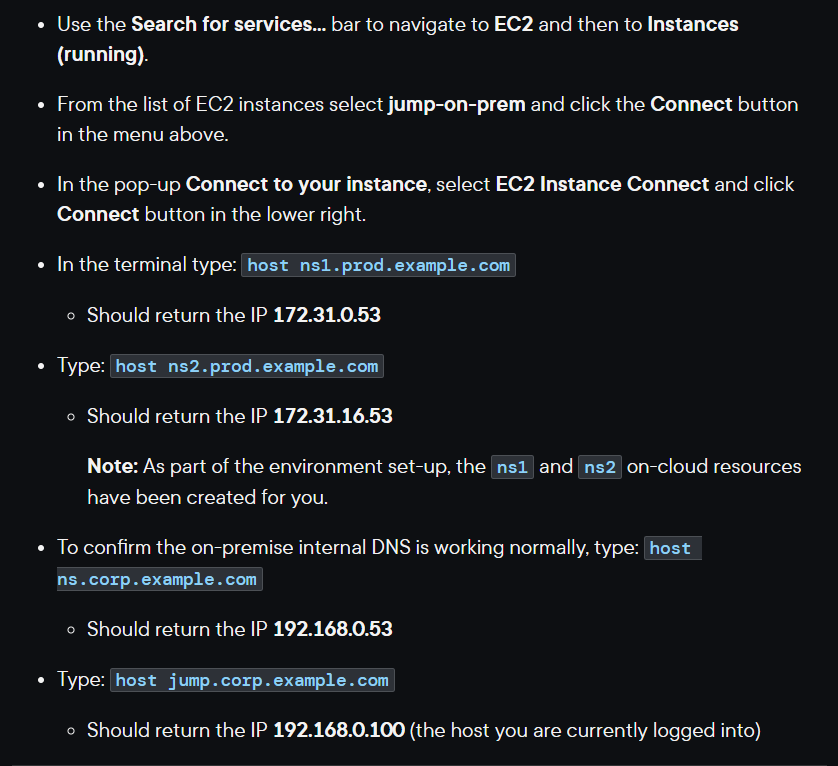 Use the Search for services... bar to navigate to EC2 and then to Instances
(running).
From the list of EC2 instances select jump-on-prem and click the Connect button
in the menu above.
In the pop-up Connect to your instance, select EC2 Instance Connect and click
Connect button in the lower right.
In the terminal type: host ns1.prod.example.com
Should return the IP 172.31.0.53
Type: host ns2.prod.example.com
Should return the IP 172.31.16.53
Note: As part of the environment set-up, the ns1 and ns2 on-cloud resources
have been created for you.
To confirm the on-premise internal DNS is working normally, type: host
ns.corp.example.com
Should return the IP 192.168.0.53
Type: host jump.corp.example.com
Should return the IP 192.168.0.100 (the host you are currently logged into)